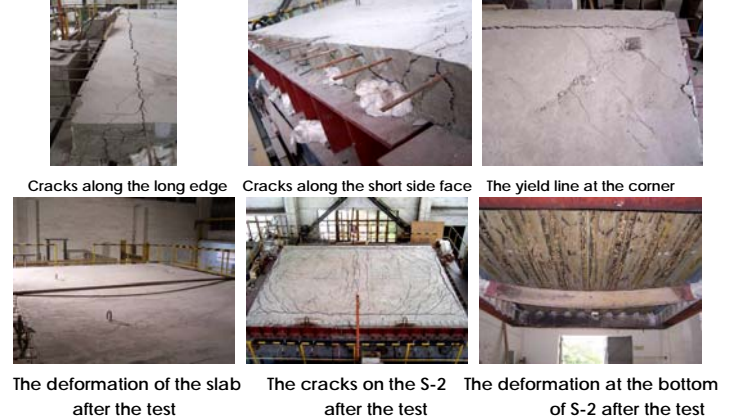 Cracks along the long edge
Cracks along the short side face
The yield line at the corner
The deformation of the slab
after the test
The cracks on the S-2
after the test
The deformation at the bottom
of S-2 after the test